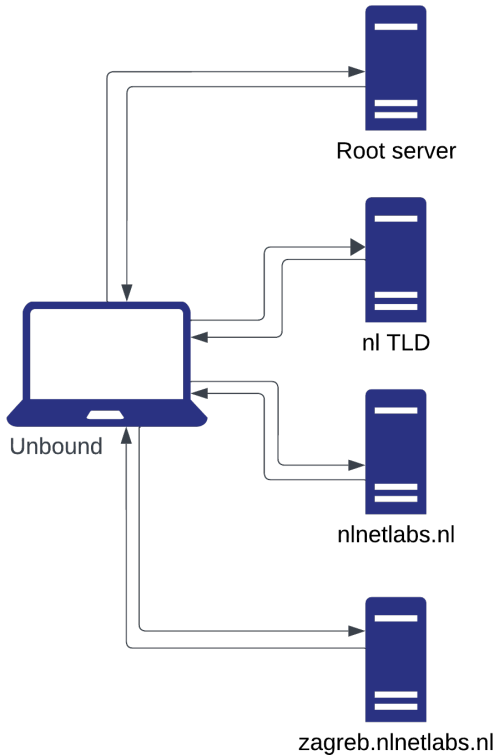 Root server
nl TLD
Unbound
nlnetlabs.nl
zagreb.nlnetlabs.nl